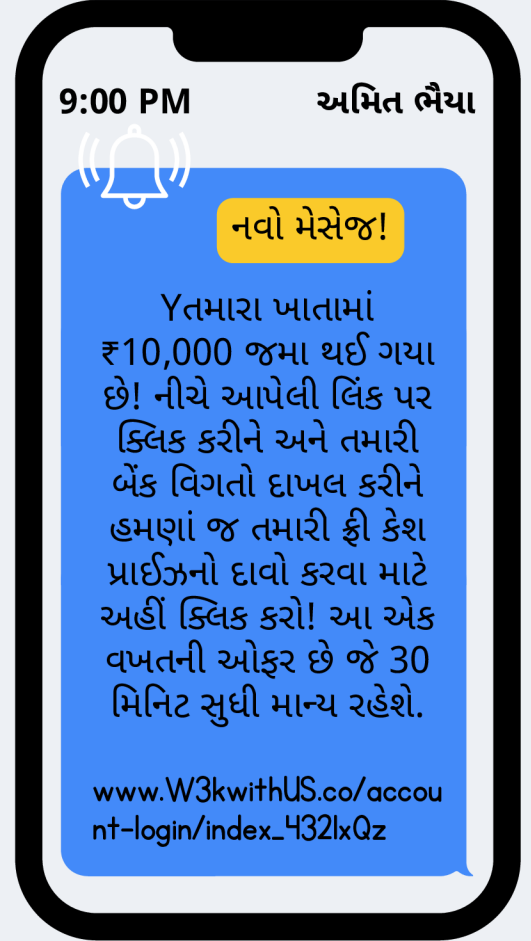 9:00 PM અમિત ભૈયા
નવો મેસેજ!
Yતમારા ખાતામાં
₹10,000 જમા થઈ ગયા
છે! નીચે આપેલી લિંક પર
ક્લિક કરીને અને તમારી
બેંક વિગતો દાખલ કરીને
હમણાં જ તમારી ફ્રી કેશ
પ્રાઈઝનો દાવો કરવા માટે
અહીં ક્લિક કરો! આ એક
વખતની ઓફર છે જે 30
મિનિટ સુધી માન્ય રહેશે.
www.W3kwithUS.co/accou
nt-login/index_432lxQz